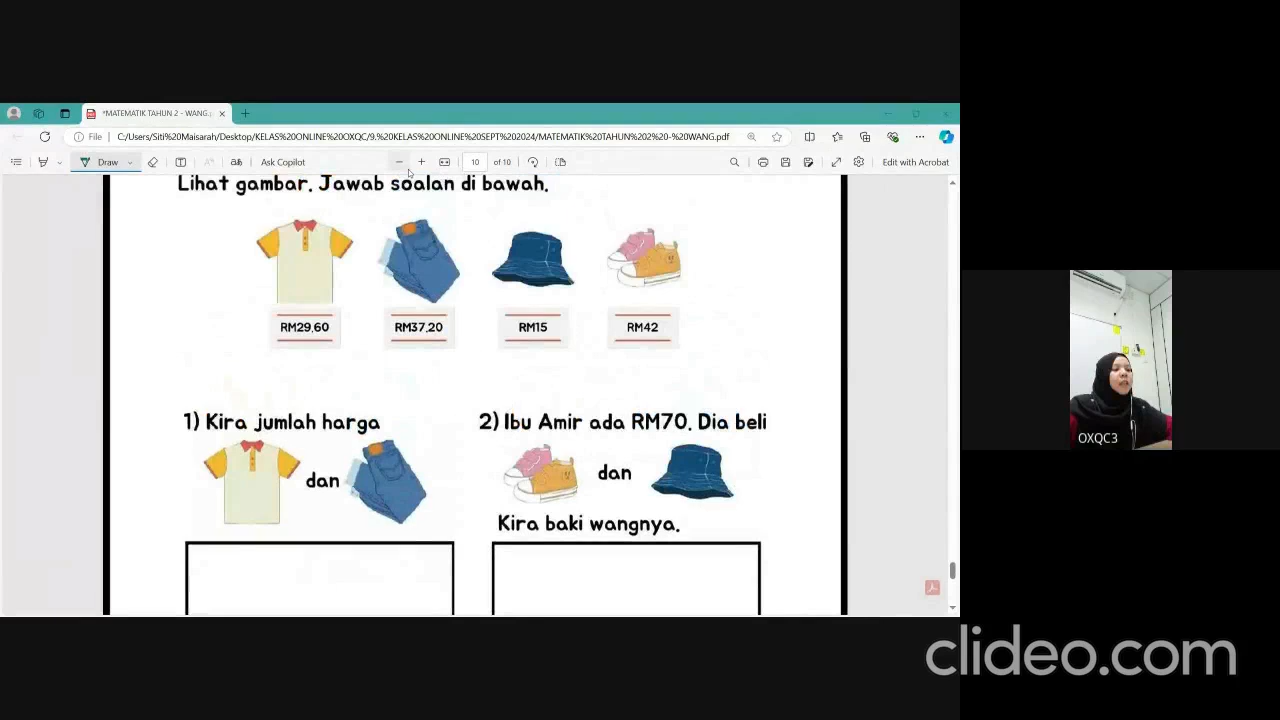 *MATEMATIK TAHUN 2 - WANG.p
File
C:/Users/Siti%20Maisarah/Desktop/KELAS%20ONLINE%20OXQC/9.%20KELAS%20ONLINE%20SEPT%202024/MATEMATIK%20TAHUN%202%20-%20WANG.pdf
Draw
Ask Copilot
10 of 10
Edit with Acrobat
Lihat gambar. Jawab soalan di bawah.
RM29.60
RM37.20
RM15
RM42
1) Kira jumlah harga
dan
2) Ibu Amir ada RM70. Dia beli
dan
Kira baki wangnya.
OXQC3
clideo.com